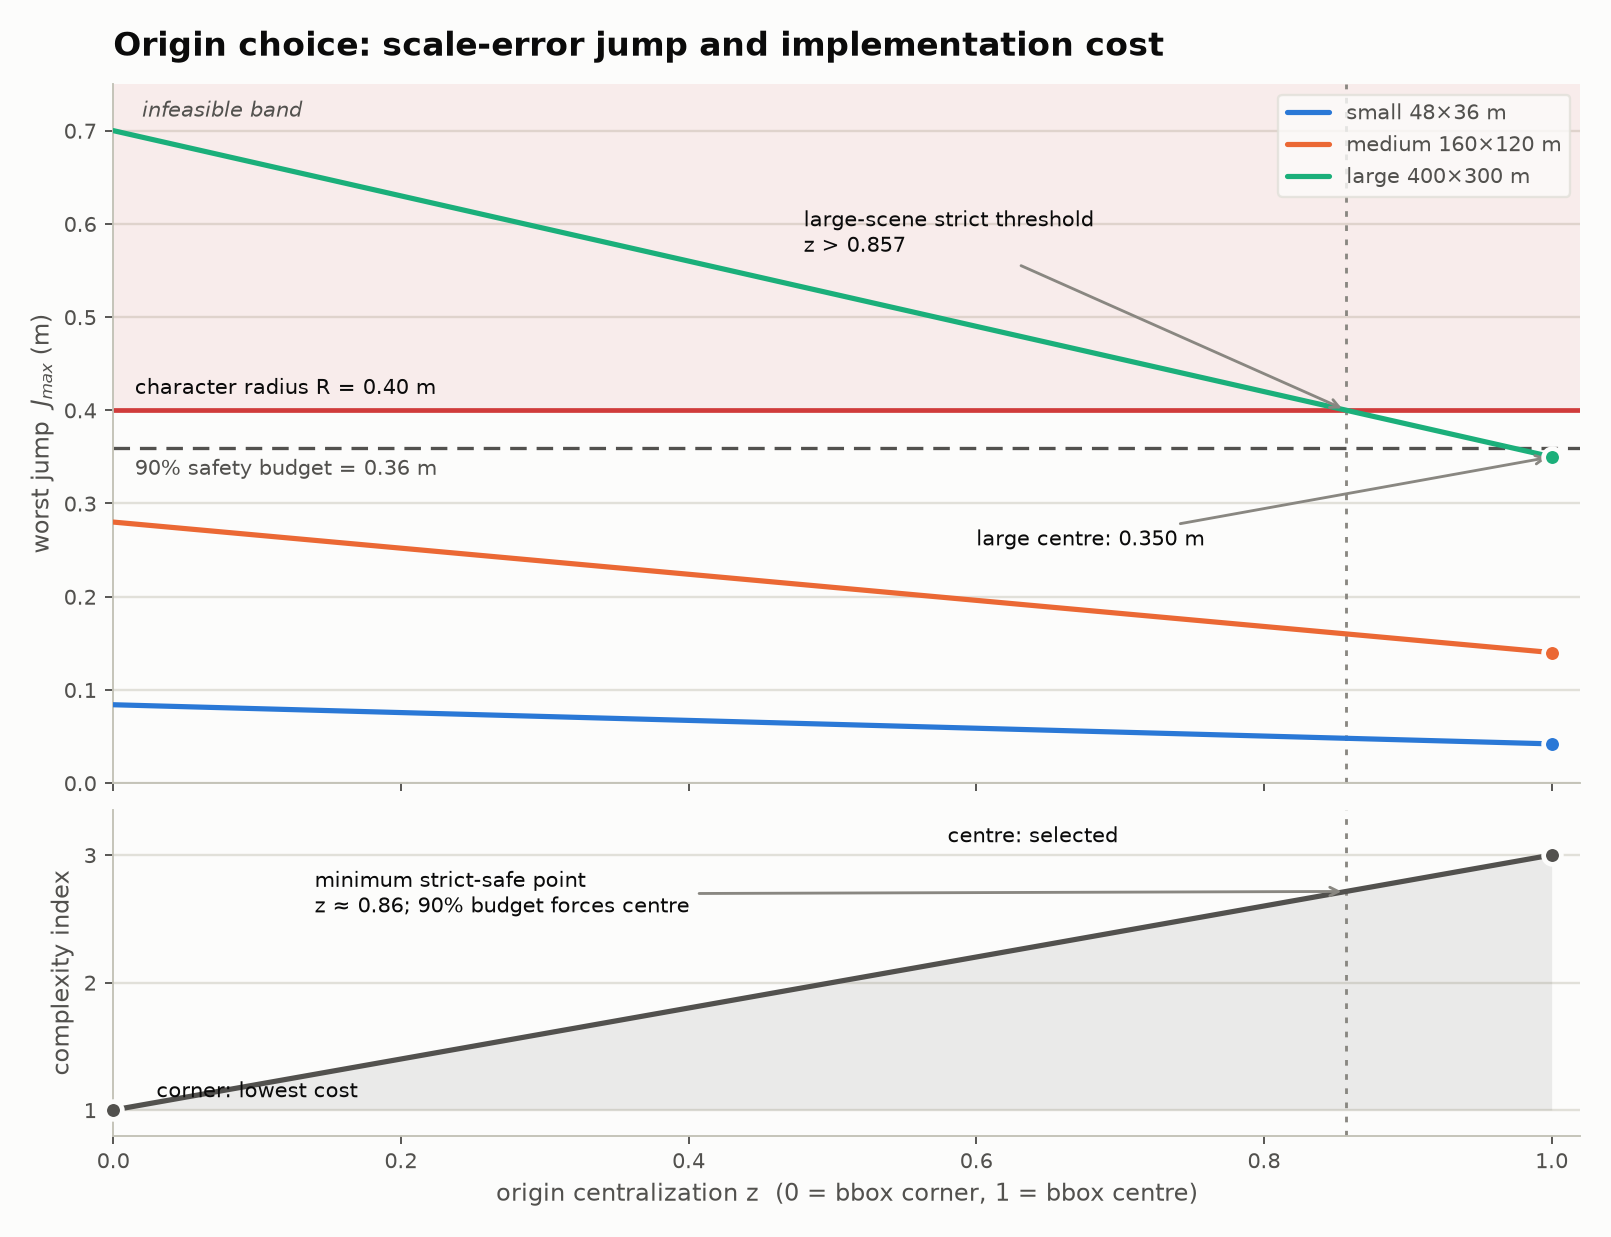 Origin choice: scale-error jump and implementation cost
infeasible band
small 48×36 m
medium 160×120 m
large 400×300 m
large-scene strict threshold
z > 0.857
character radius R = 0.40 m
90% safety budget = 0.36 m
large centre: 0.350 m
worst jump J_max (m)
0.7
0.6
0.5
0.4
0.3
0.2
0.1
0.0
centre: selected
minimum strict-safe point
z ≈ 0.86; 90% budget forces centre
corner: lowest cost
complexity index
3
2
1
0.0 0.2 0.4 0.6 0.8 1.0
origin centralization z (0 = bbox corner, 1 = bbox centre)